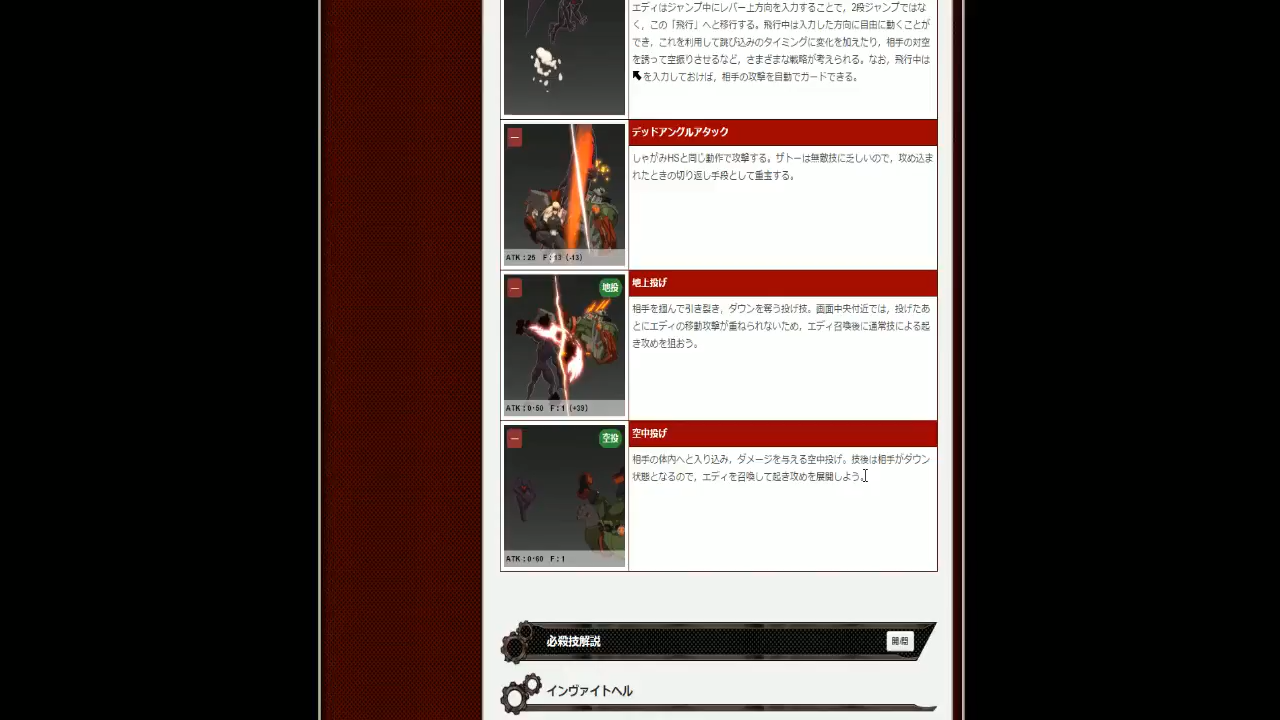 エディはジャンプ中にレバー上方向を入力することで，2段ジャンプではな
く，この「飛行」へと移行する。飛行中は入力した方向に自由に動くことが
でき，これを利用して跳び込みのタイミングに変化を加えたり，相手の対空
を誘って空振りさせるなど，さまざまな戦略が考えられる。なお，飛行中は
を入力しておけば，相手の攻撃を自動でガードできる。
デッドアングルアタック
しゃがみHSと同じ動作で攻撃する。ザトーは無敵技に乏しいので，攻め込ま
れたときの切り返し手段として重宝する。
ATK：25 F：13 (-13)
地上投げ
地投
相手を掴んで引き裂き，ダウンを奪う投げ技。画面中央付近では，投げたあ
とにエディの移動攻撃が重ねられないため，エディ召喚後に通常技による起
き攻めを狙おう。
ATK：0･50 F：1 (+39)
空中投げ
空投
相手の体内へと入り込み，ダメージを与える空中投げ。技後は相手がダウン
状態となるので，エディを召喚して起き攻めを展開しよう。
ATK：0･60 F：1
必殺技解説
開/閉
インヴァイトヘル